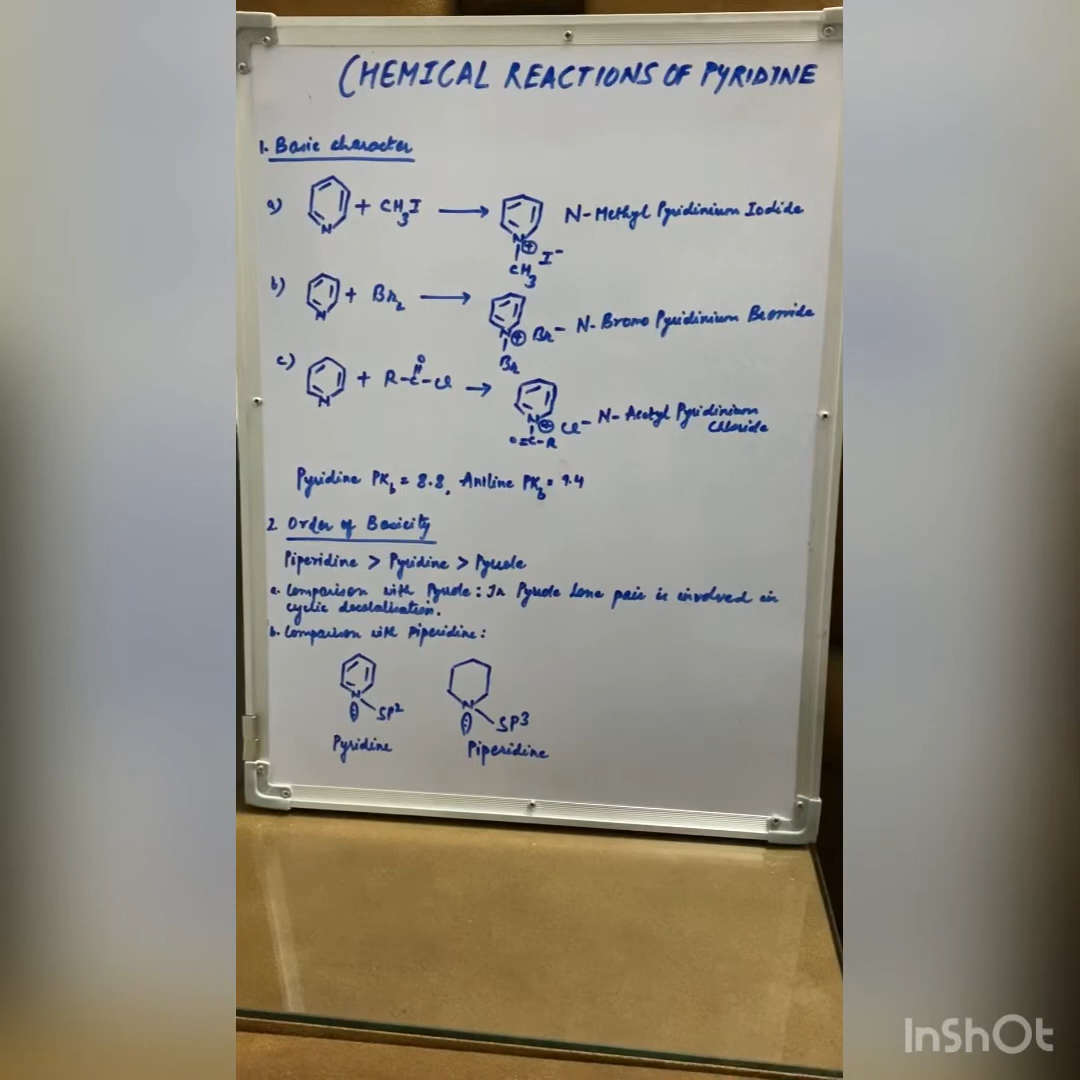 CHEMICAL REACTIONS OF PYRIDINE
1. Basic character
a) N + CH3I → N ⊕ I⁻ CH3 N-Methyl Pyridinium Iodide
b) N + Br2 → N ⊕ Br⁻ Br N-Bromo Pyridinium Bromide
c) N + R-C(=O)-Cl → N ⊕ Cl⁻ O=C-R N-Acetyl Pyridinium Chloride
Pyridine PKb = 8.8, Aniline PKb = 9.4
2. Order of Basicity
Piperidine > Pyridine > Pyrrole
a. Comparison with Pyrrole: In Pyrrole lone pair is involved in
cyclic decolalisation.
b. Comparison with Piperidine:
N SP2 N SP3
Pyridine Piperidine
InShOt